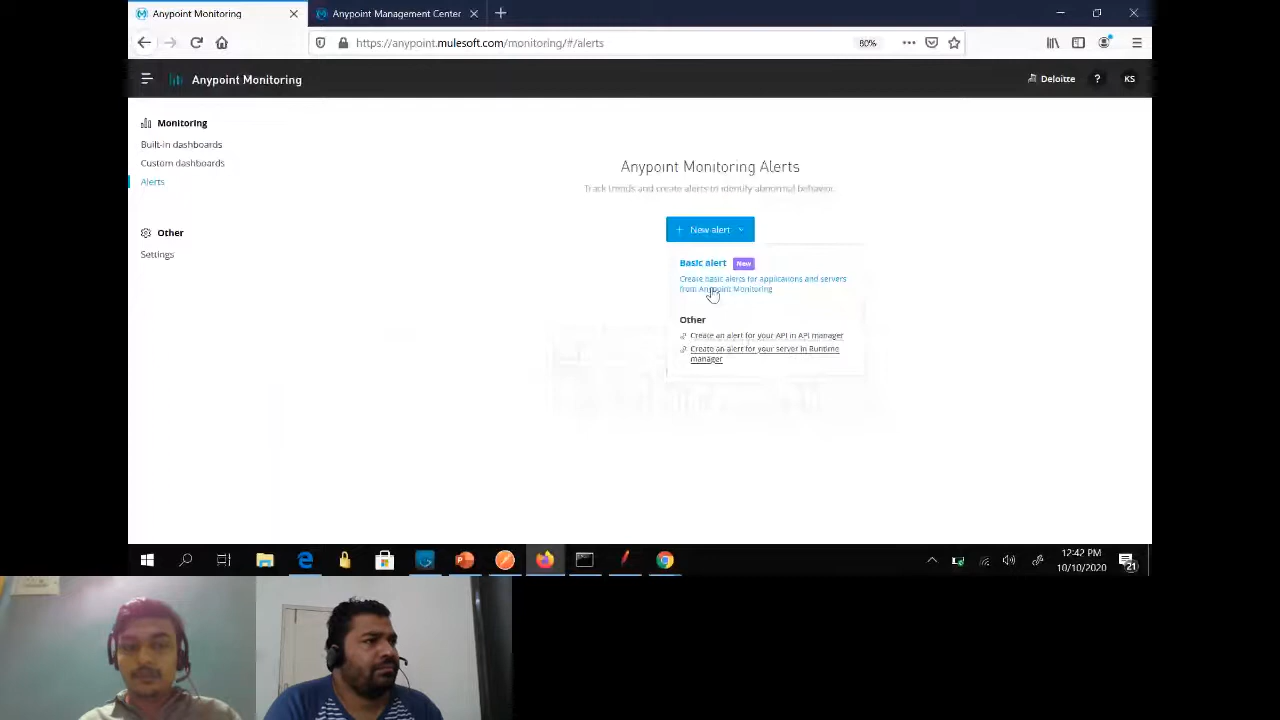 Anypoint Monitoring
Anypoint Management Center
https://anypoint.mulesoft.com/monitoring/#/alerts
80%
Anypoint Monitoring
Deloitte
?
KS
Monitoring
Built-in dashboards
Custom dashboards
Alerts
Other
Settings
Anypoint Monitoring Alerts
Track trends and create alerts to identify abnormal behavior.
+ New alert
Basic alert New
Create basic alerts for applications and servers
from Anypoint Monitoring
Other
Create an alert for your API in API manager
Create an alert for your server in Runtime
manager
12:42 PM
10/10/2020
21